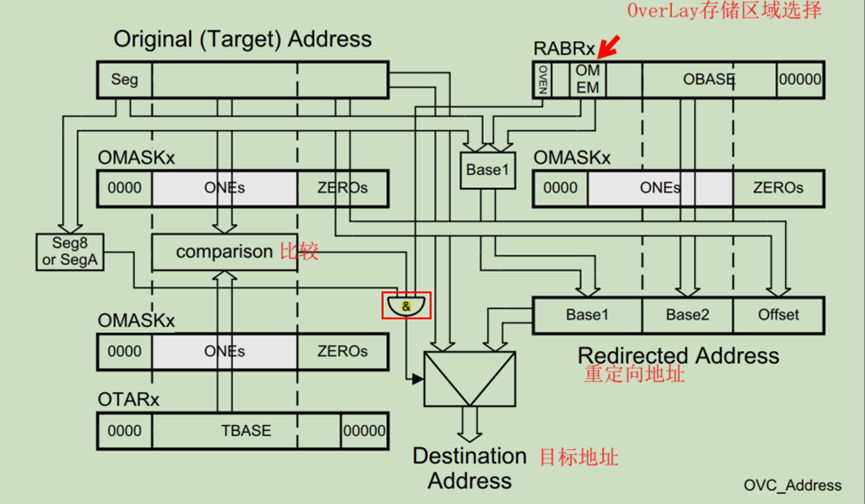 OverLay存储区域选择
Original (Target) Address
RABRx
Seg
OVEN
OM
EM
OBASE
00000
OMASKx
0000
ONEs
ZEROs
Base1
OMASKx
0000
ONEs
ZEROs
Seg8
or SegA
comparison 比较
&
OMASKx
0000
ONEs
ZEROs
Base1
Base2
Offset
Redirected Address
重定向地址
OTARx
0000
TBASE
00000
Destination
Address
目标地址
OVC_Address